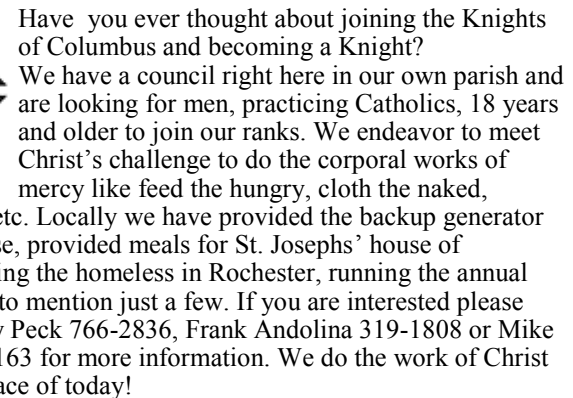 Have you ever thought about joining the Knights
of Columbus and becoming a Knight?
We have a council right here in our own parish and
are looking for men, practicing Catholics, 18 years
and older to join our ranks. We endeavor to meet
Christ’s challenge to do the corporal works of
mercy like feed the hungry, cloth the naked,
etc. Locally we have provided the backup generator
provided meals for St. Josephs’ house of
the homeless in Rochester, running the annual
to mention just a few. If you are interested please
Peck 766-2836, Frank Andolina 319-1808 or Mike
163 for more information. We do the work of Christ
of today!